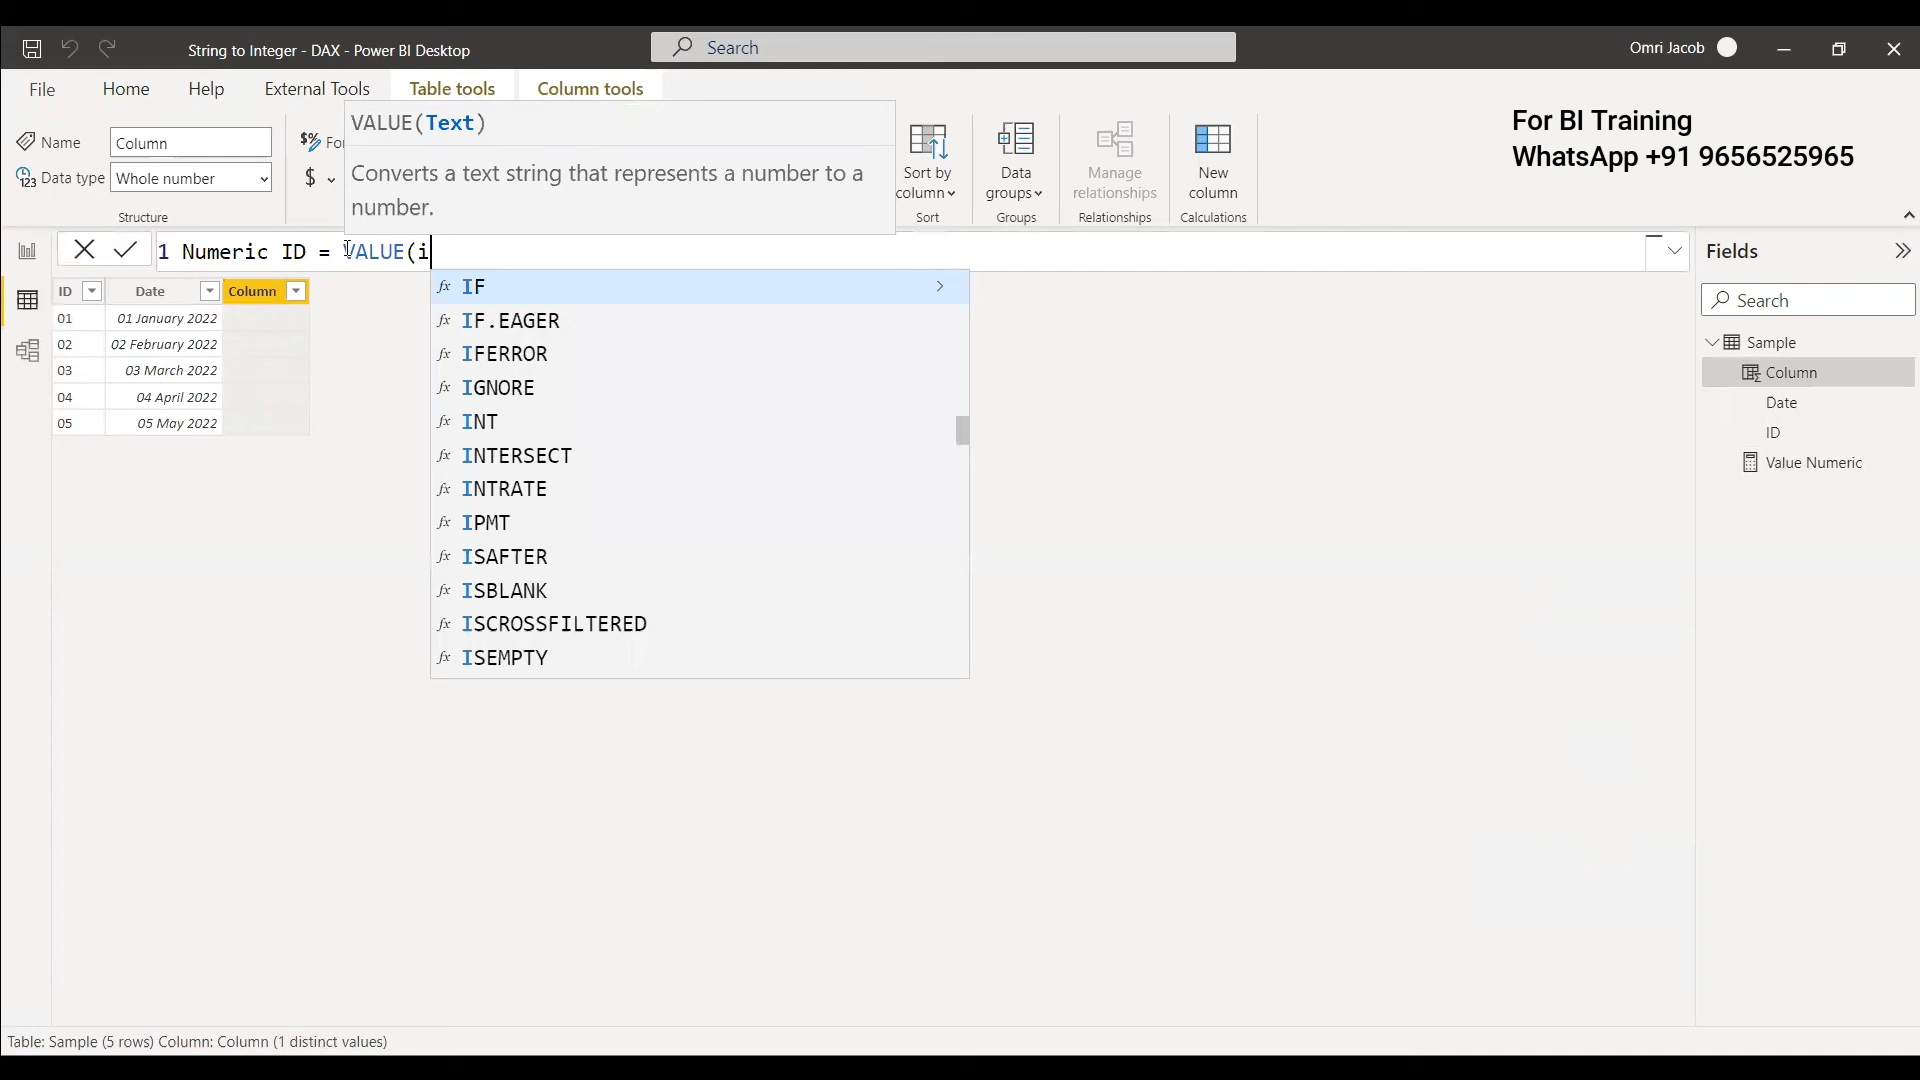 String to Integer - DAX - Power BI Desktop
Search
Omri Jacob
File
Home
Help
External Tools
Table tools
Column tools
Name
Column
Data type
Whole number
Structure
$
VALUE(Text)
Converts a text string that represents a number to a
number.
Sort by
column
Sort
Data
groups
Groups
Manage
relationships
Relationships
New
column
Calculations
For BI Training
WhatsApp +91 9656525965
1 Numeric ID = VALUE(i
ID
Date
Column
01
01 January 2022
02
02 February 2022
03
03 March 2022
04
04 April 2022
05
05 May 2022
IF
IF.EAGER
IFERROR
IGNORE
INT
INTERSECT
INTRATE
IPMT
ISAFTER
ISBLANK
ISCROSSFILTERED
ISEMPTY
Fields
Search
Sample
Column
Date
ID
Value Numeric
Table: Sample (5 rows) Column: Column (1 distinct values)